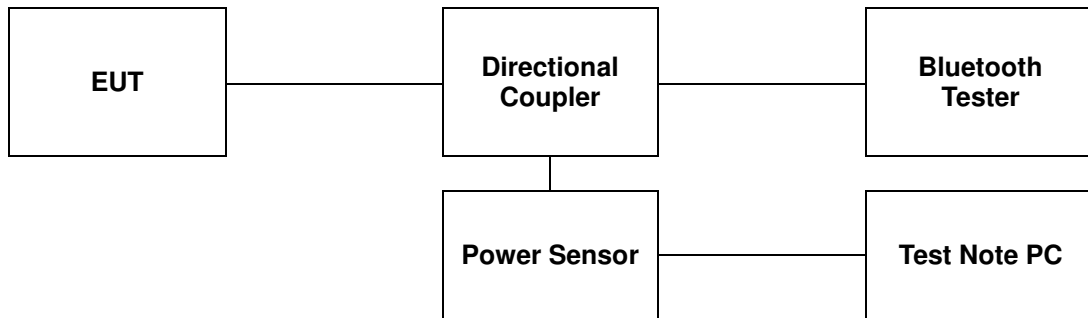 EUT
Directional
Coupler
Bluetooth
Tester
Power Sensor
Test Note PC